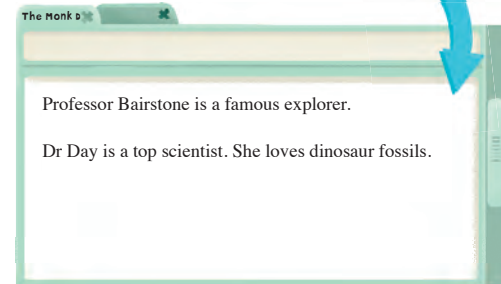 The Monk D
Professor Bairstone is a famous explorer.
Dr Day is a top scientist. She loves dinosaur fossils.